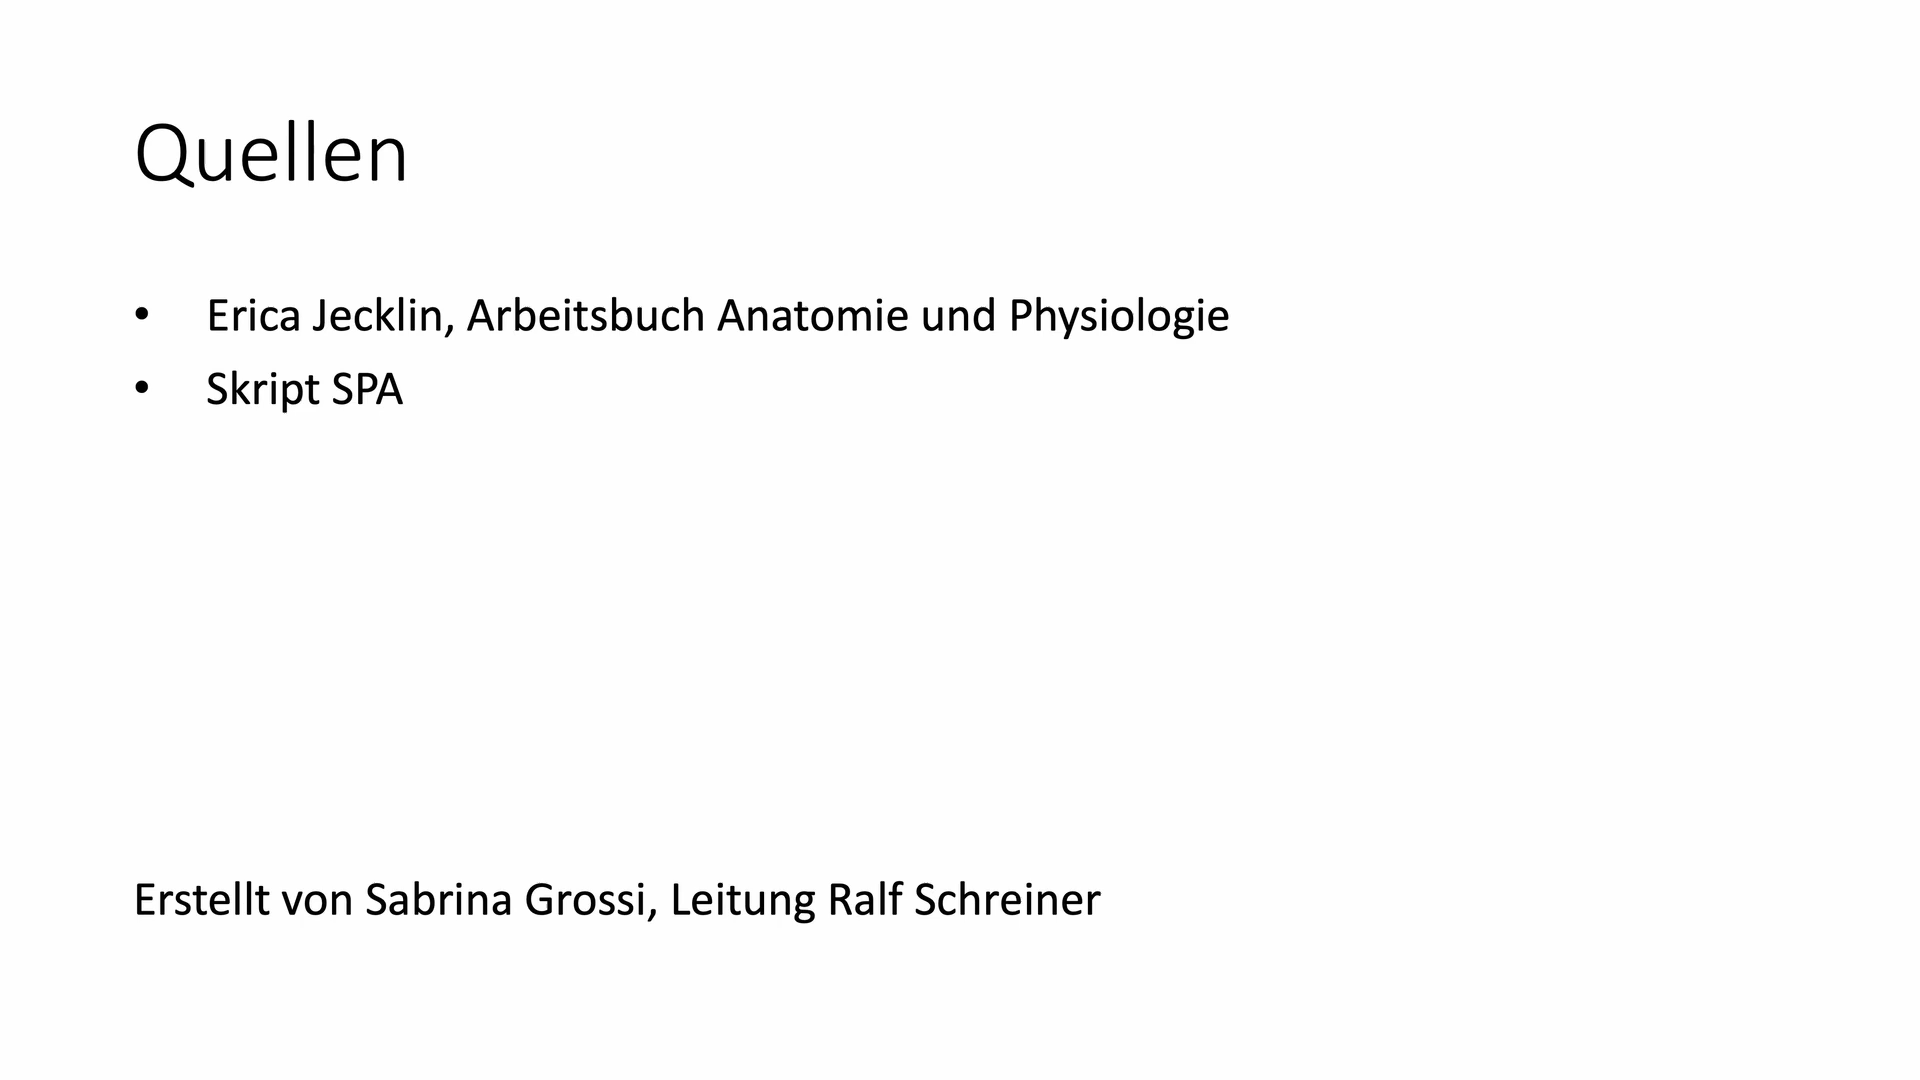 Quellen
• Erica Jecklin, Arbeitsbuch Anatomie und Physiologie
• Skript SPA
Erstellt von Sabrina Grossi, Leitung Ralf Schreiner